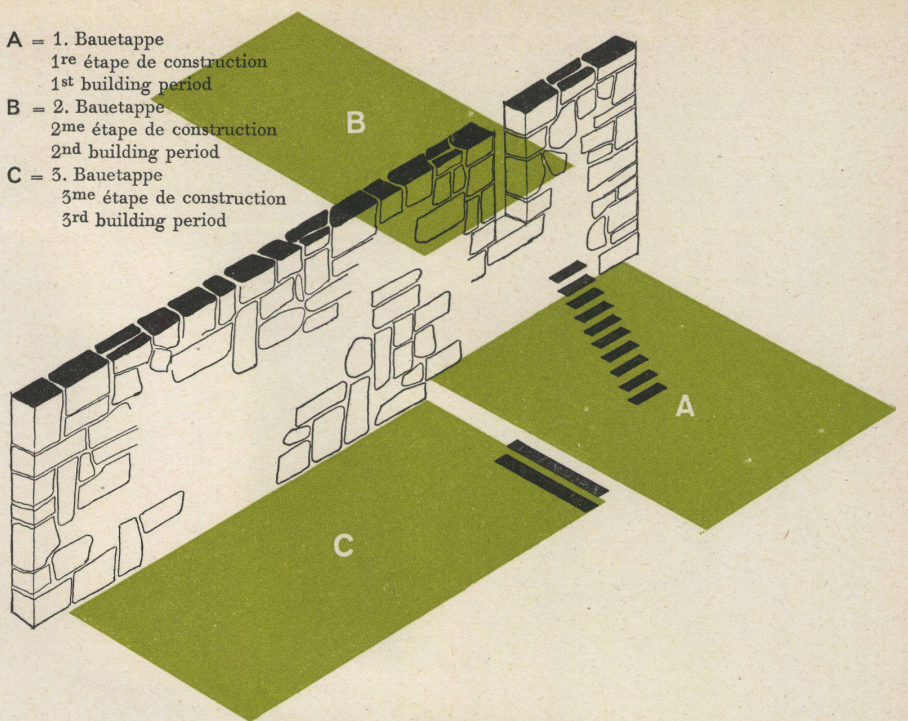 A = 1. Bauetappe
1re étape de construction
1st building period
B = 2. Bauetappe
2me étape de construction
2nd building period
C = 3. Bauetappe
3me étape de construction
3rd building period
B
A
C